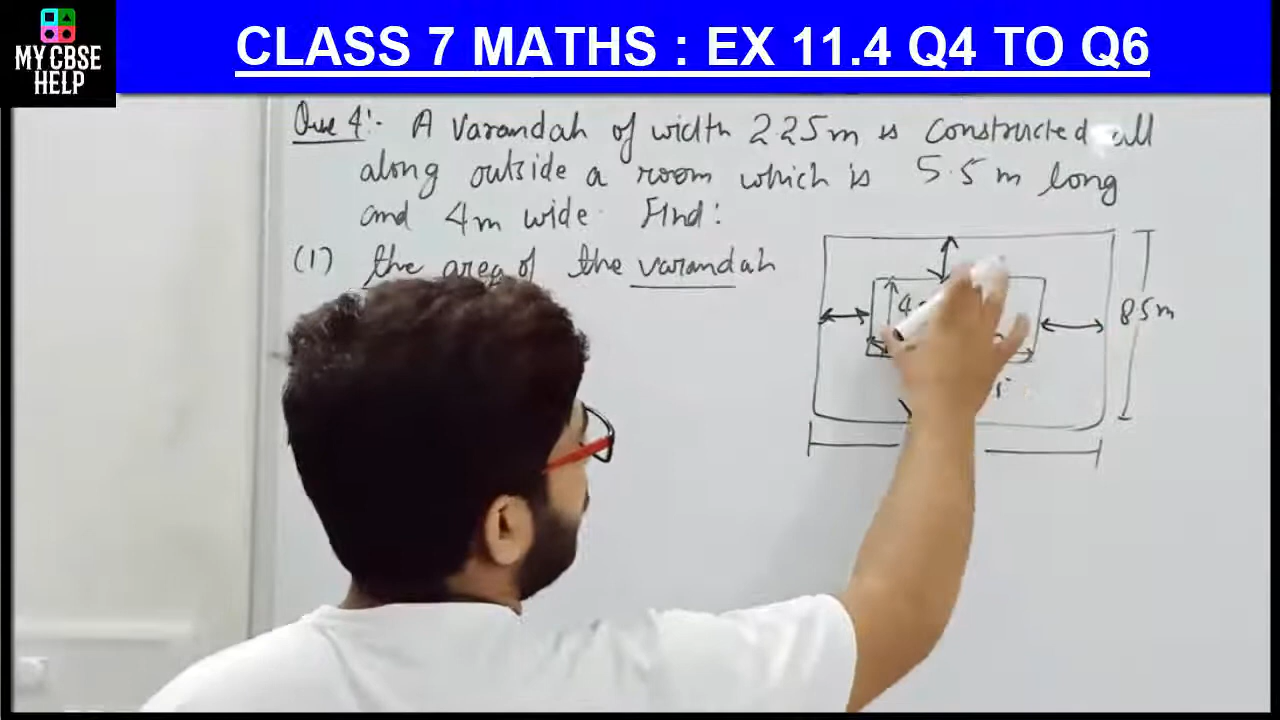 MY CBSE
HELP
CLASS 7 MATHS : EX 11.4 Q4 TO Q6
Que 4:- A varandah of width 2.25m is constructed all
along outside a room which is 5.5 m long
and 4m wide. Find:
(1) the area of the varandah
4
8.5m